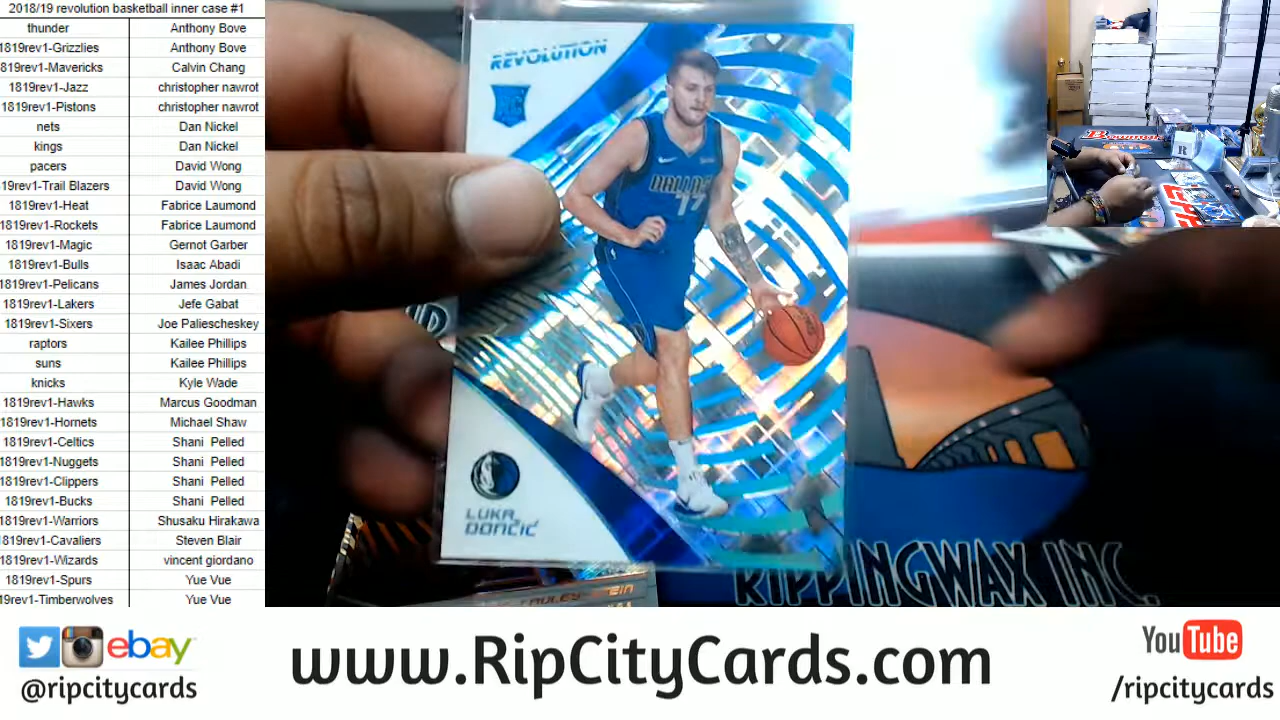 2018/19 revolution basketball inner case #1
thunder Anthony Bove
1819rev1-Grizzlies Anthony Bove
1819rev1-Mavericks Calvin Chang
1819rev1-Jazz christopher nawrot
1819rev1-Pistons christopher nawrot
nets Dan Nickel
kings Dan Nickel
pacers David Wong
19rev1-Trail Blazers David Wong
1819rev1-Heat Fabrice Laumond
1819rev1-Rockets Fabrice Laumond
1819rev1-Magic Gernot Garber
1819rev1-Bulls Isaac Abadi
1819rev1-Pelicans James Jordan
1819rev1-Lakers Jefe Gabat
1819rev1-Sixers Joe Paliescheskey
raptors Kailee Phillips
suns Kailee Phillips
knicks Kyle Wade
1819rev1-Hawks Marcus Goodman
1819rev1-Hornets Michael Shaw
1819rev1-Celtics Shani Pelled
1819rev1-Nuggets Shani Pelled
1819rev1-Clippers Shani Pelled
1819rev1-Bucks Shani Pelled
1819rev1-Warriors Shusaku Hirakawa
1819rev1-Cavaliers Steven Blair
1819rev1-Wizards vincent giordano
1819rev1-Spurs Yue Vue
19rev1-Timberwolves Yue Vue
REVOLUTION
RC
DALLAS
77
LUKA
DONČIĆ
RIPPINGWAX INC.
ebay
@ripcitycards
www.RipCityCards.com
YouTube
/ripcitycards